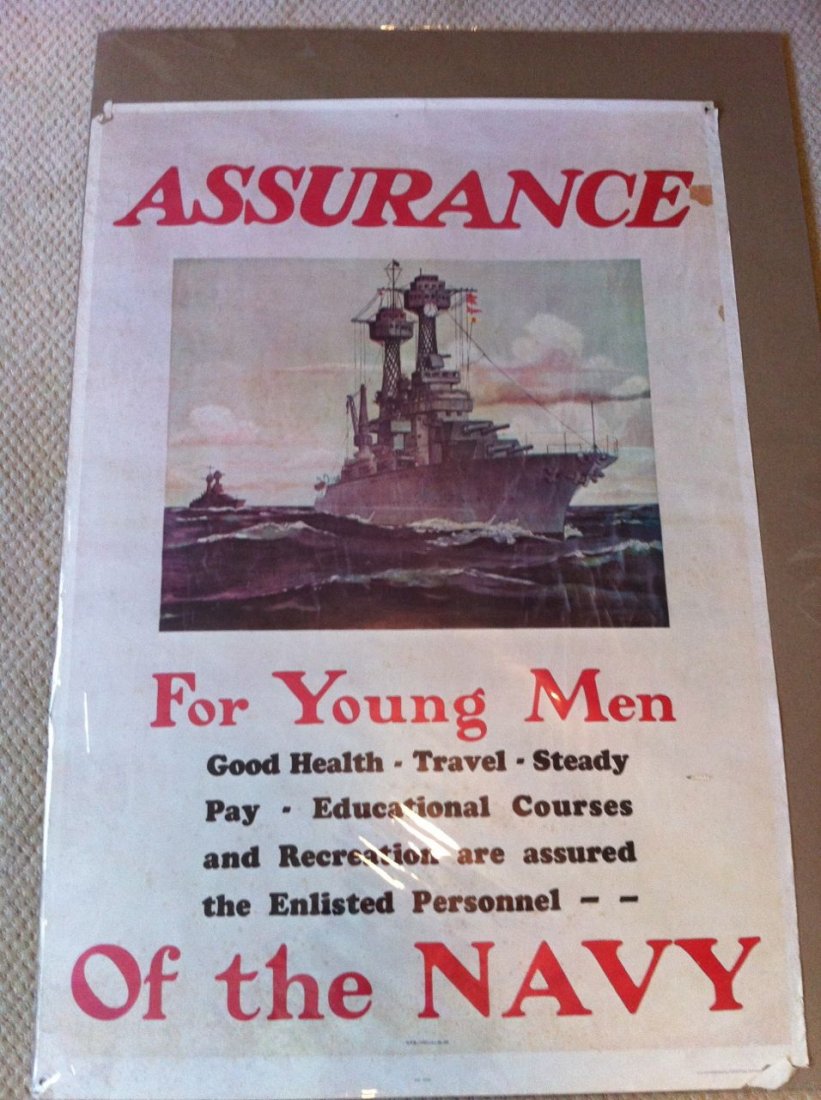 ASSURANCE
For Young Men
Good Health - Travel - Steady
Pay - Educational Courses
and Recreation are assured
the Enlisted Personnel – –
Of the NAVY